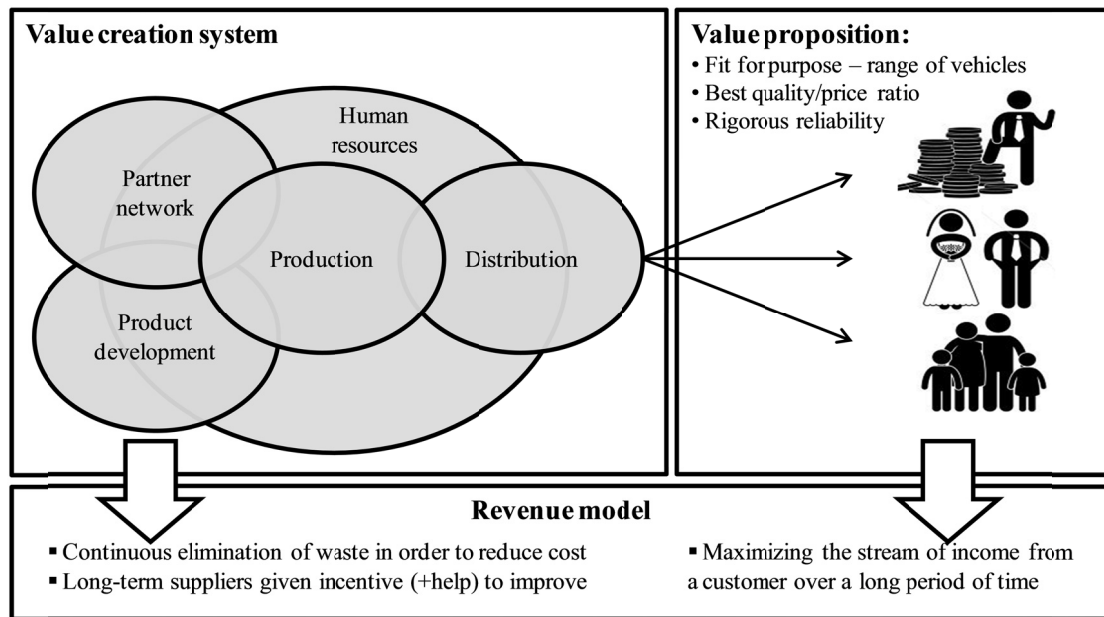 Value creation system
Human
resources
Partner
network
Production
Distribution
Product
development
Value proposition:
• Fit for purpose – range of vehicles
• Best quality/price ratio
• Rigorous reliability
Revenue model
▪ Continuous elimination of waste in order to reduce cost
▪ Long-term suppliers given incentive (+help) to improve
▪ Maximizing the stream of income from
a customer over a long period of time